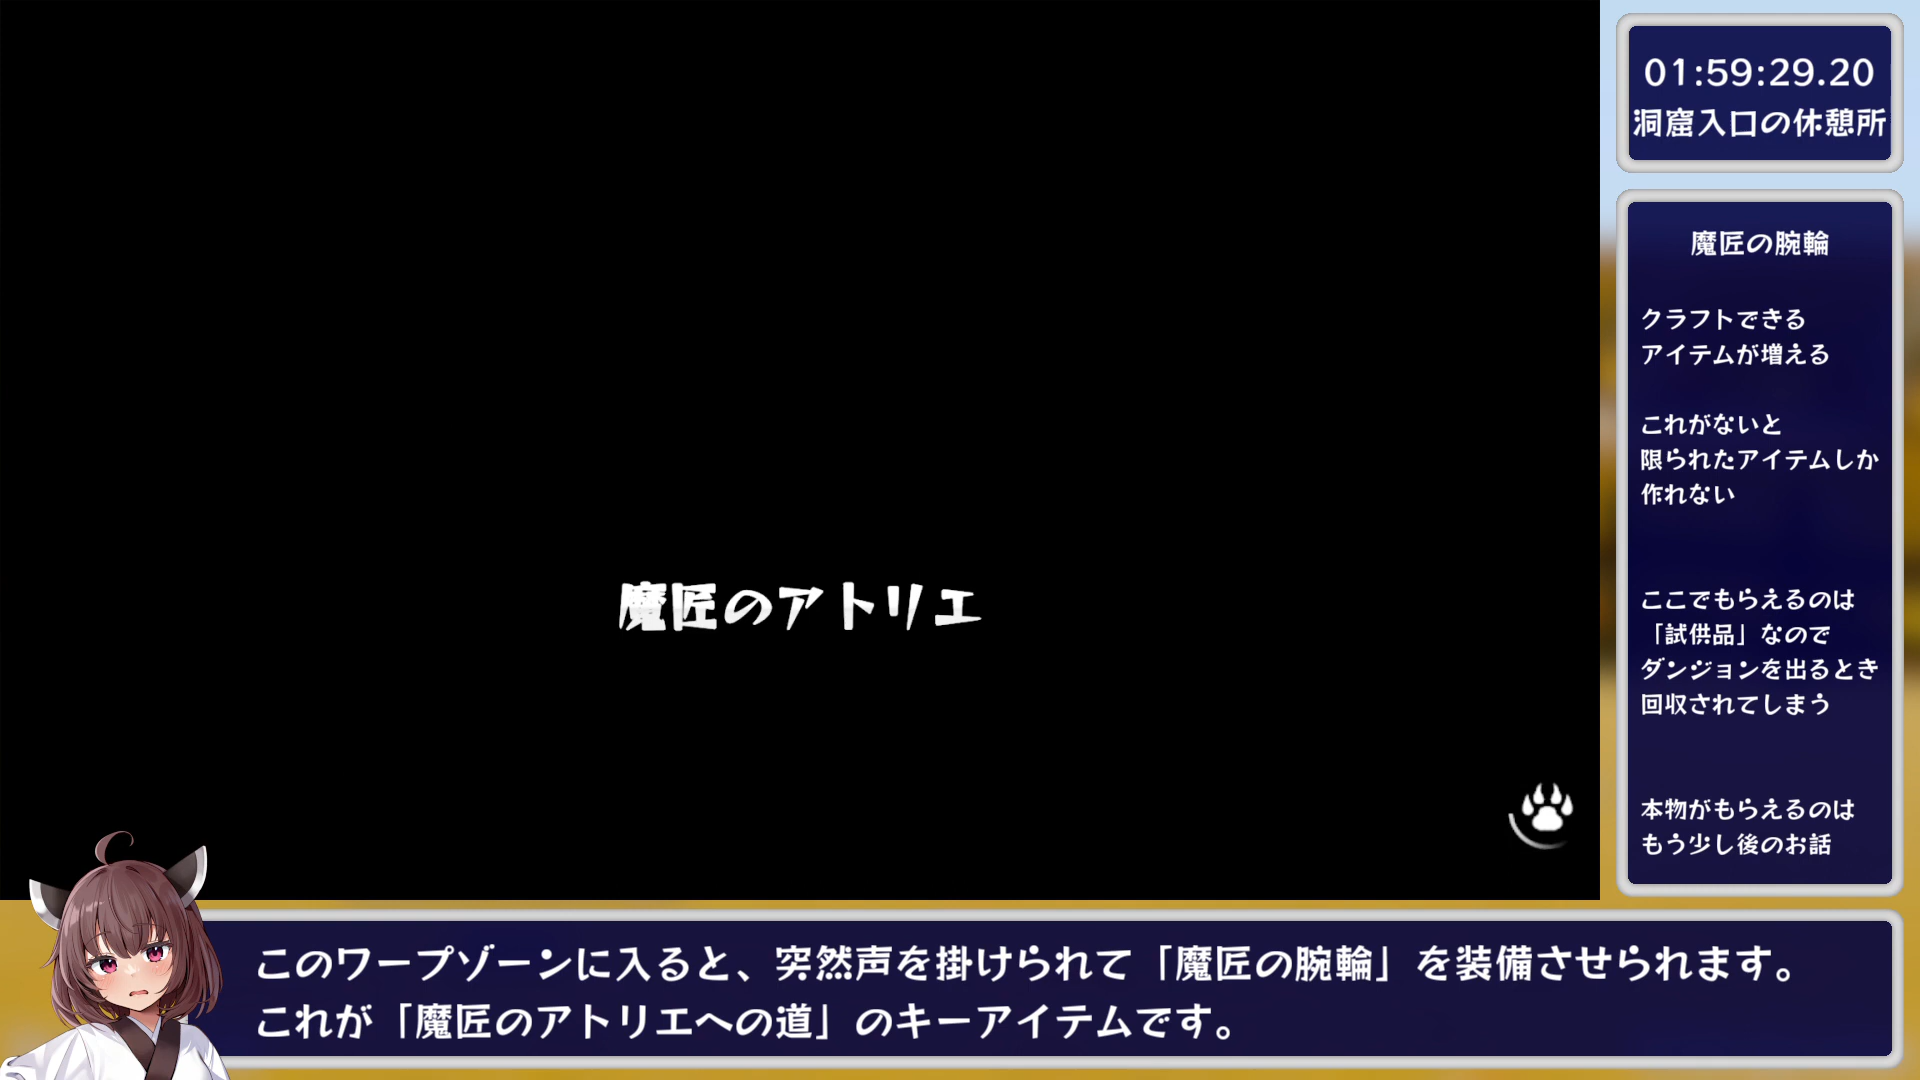 01:59:29.20
洞窟入口の休憩所
魔匠の腕輪
クラフトできる
アイテムが増える
これがないと
限られたアイテムしか
作れない
ここでもらえるのは
「試供品」なので
ダンジョンを出るとき
回収されてしまう
本物がもらえるのは
もう少し後のお話
魔匠のアトリエ
このワープゾーンに入ると、突然声を掛けられて「魔匠の腕輪」を装備させられます。
これが「魔匠のアトリエへの道」のキーアイテムです。